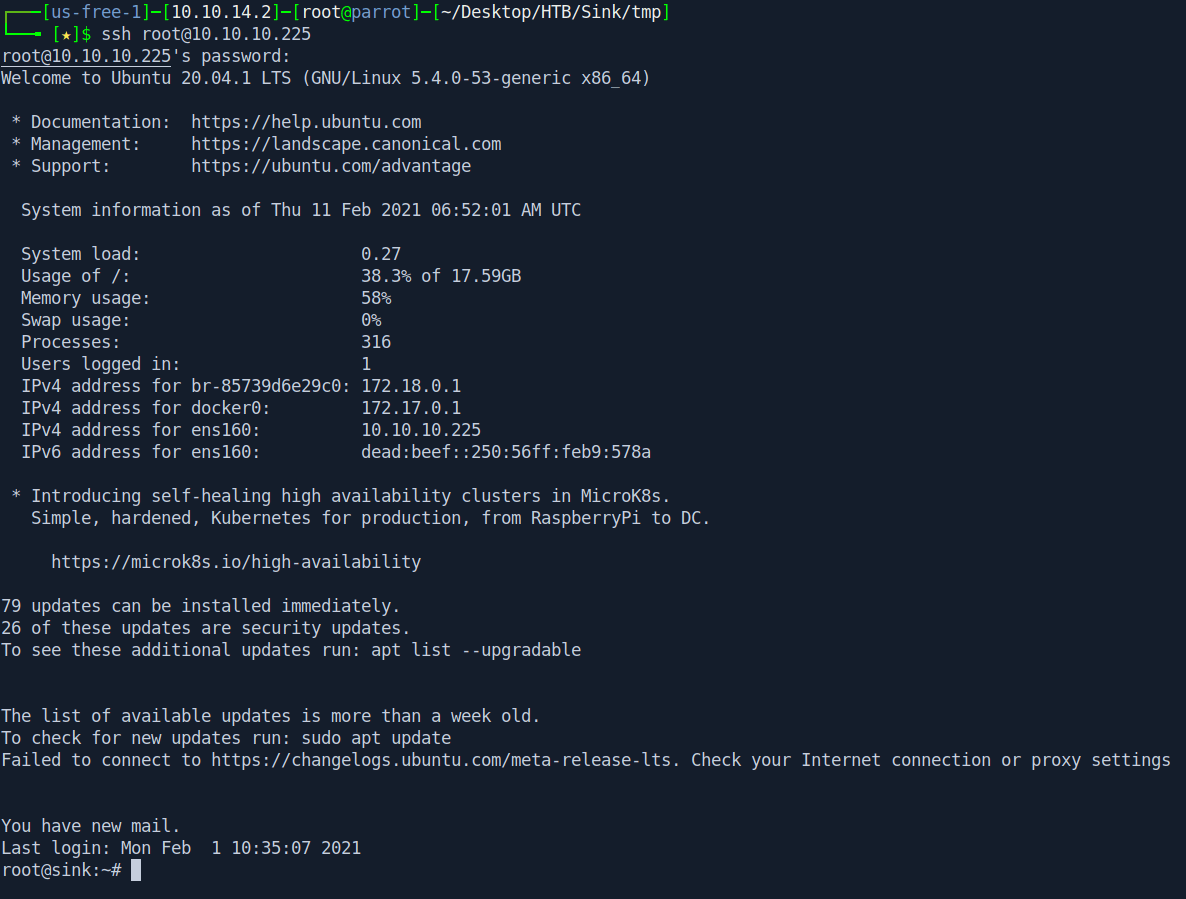 ┌──[us-free-1]─[10.10.14.2]─[root@parrot]─[~/Desktop/HTB/Sink/tmp]
└──╼ [★]$ ssh root@10.10.10.225
root@10.10.10.225's password:
Welcome to Ubuntu 20.04.1 LTS (GNU/Linux 5.4.0-53-generic x86_64)

 * Documentation:  https://help.ubuntu.com
 * Management:     https://landscape.canonical.com
 * Support:        https://ubuntu.com/advantage

  System information as of Thu 11 Feb 2021 06:52:01 AM UTC

  System load:                      0.27
  Usage of /:                       38.3% of 17.59GB
  Memory usage:                     58%
  Swap usage:                       0%
  Processes:                        316
  Users logged in:                  1
  IPv4 address for br-85739d6e29c0: 172.18.0.1
  IPv4 address for docker0:         172.17.0.1
  IPv4 address for ens160:          10.10.10.225
  IPv6 address for ens160:          dead:beef::250:56ff:feb9:578a

 * Introducing self-healing high availability clusters in MicroK8s.
   Simple, hardened, Kubernetes for production, from RaspberryPi to DC.

     https://microk8s.io/high-availability

79 updates can be installed immediately.
26 of these updates are security updates.
To see these additional updates run: apt list --upgradable


The list of available updates is more than a week old.
To check for new updates run: sudo apt update
Failed to connect to https://changelogs.ubuntu.com/meta-release-lts. Check your Internet connection or proxy settings


You have new mail.
Last login: Mon Feb  1 10:35:07 2021
root@sink:~#